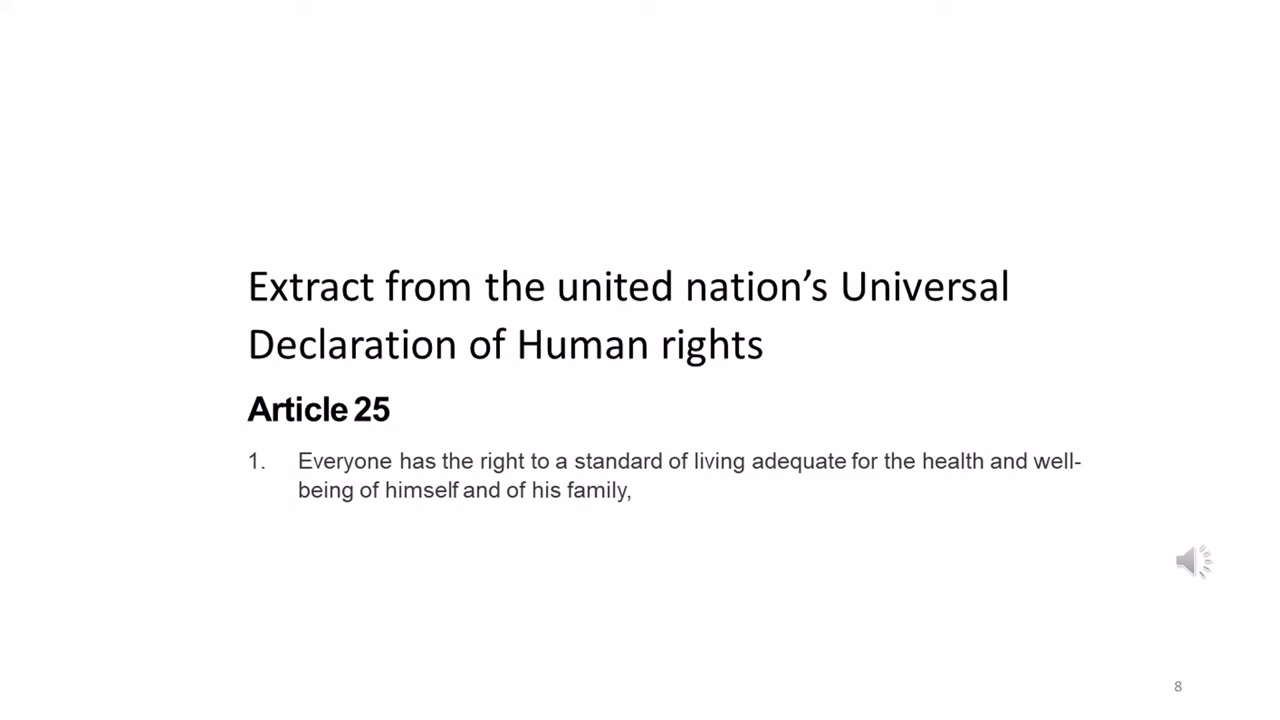 Extract from the united nation’s Universal
Declaration of Human rights
Article 25
1. Everyone has the right to a standard of living adequate for the health and well-
being of himself and of his family,
8